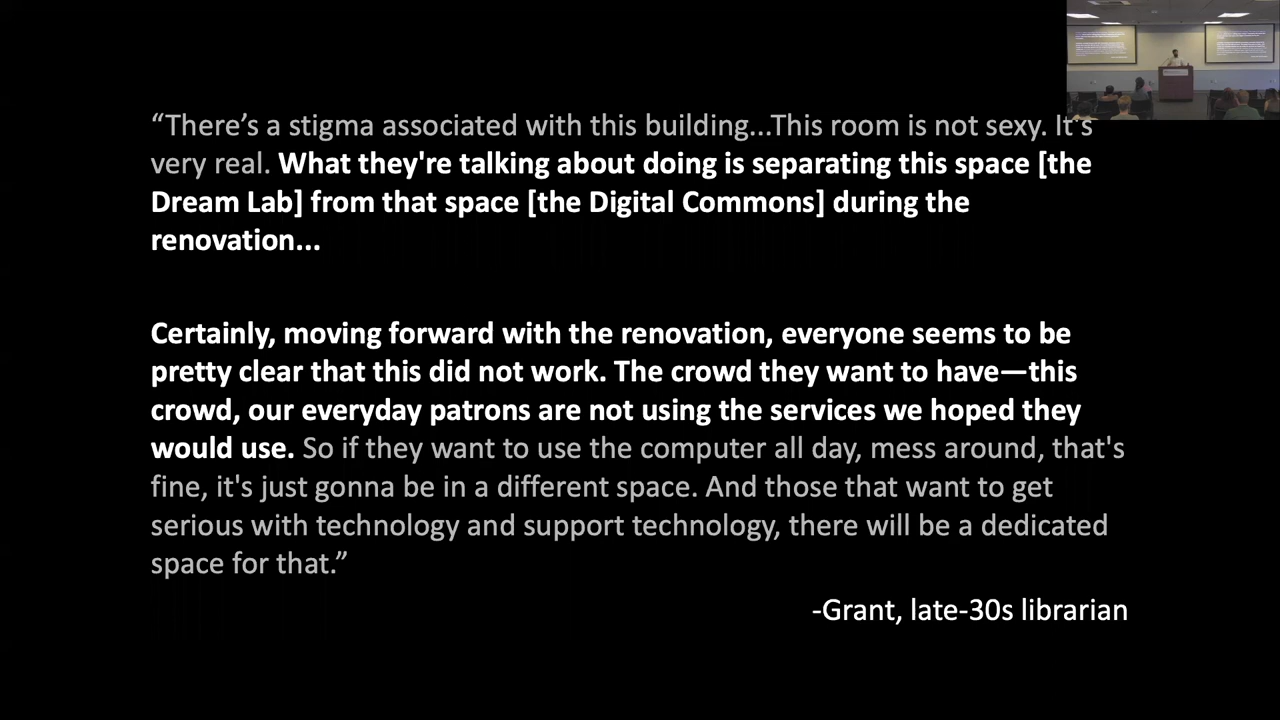 “There’s a stigma associated with this building...This room is not sexy. It's
very real. What they're talking about doing is separating this space [the
Dream Lab] from that space [the Digital Commons] during the
renovation...
Certainly, moving forward with the renovation, everyone seems to be
pretty clear that this did not work. The crowd they want to have—this
crowd, our everyday patrons are not using the services we hoped they
would use. So if they want to use the computer all day, mess around, that's
fine, it's just gonna be in a different space. And those that want to get
serious with technology and support technology, there will be a dedicated
space for that.”
-Grant, late-30s librarian